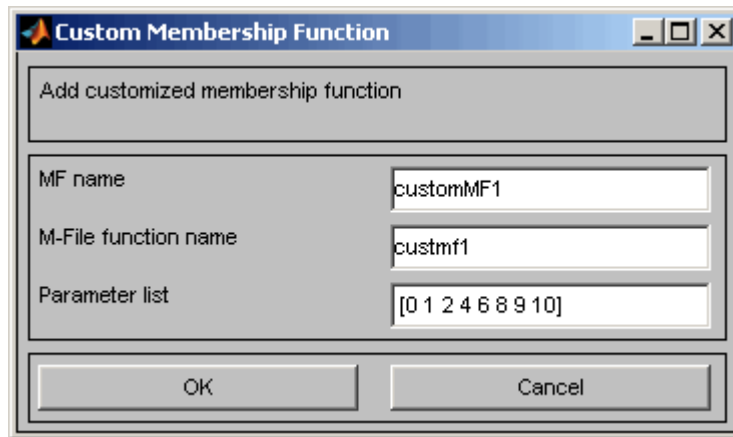 Custom Membership Function
Add customized membership function
MF name customMF1
M-File function name custmf1
Parameter list [0 1 2 4 6 8 9 10]
OK Cancel